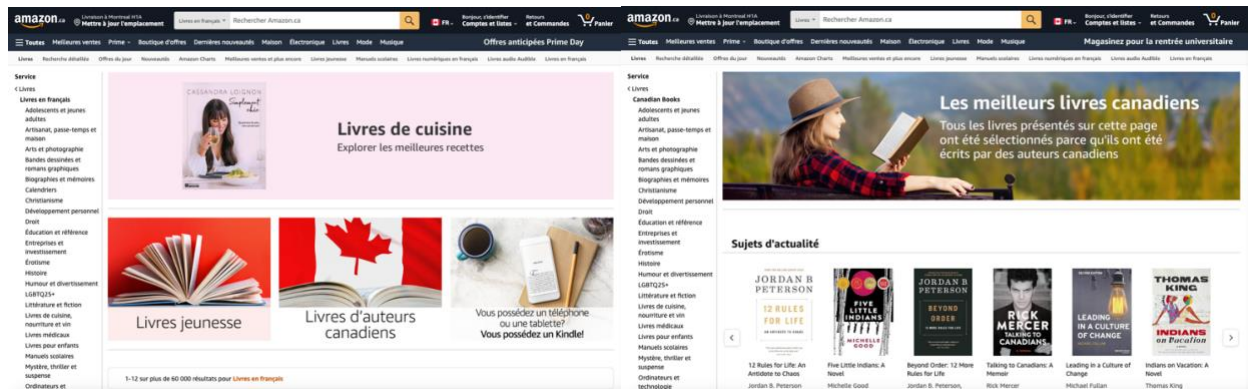 amazon.ca
Livraison à Montréal H1A
Mettre à jour l'emplacement
Livres en français
Rechercher Amazon.ca
FR
Bonjour, s'identifier
Comptes et listes
Retours
et Commandes
0
Panier
Toutes Meilleures ventes Prime Boutique d'offres Dernières nouveautés Maison Électronique Livres Mode Musique
Offres anticipées Prime Day
Livres Recherche détaillée Offres du jour Nouveautés Amazon Charts Meilleures ventes et plus encore Livres jeunesse Manuels scolaires Livres numériques en français Livres audio Audible Livres en français
Service
< Livres
Livres en français
Adolescents et jeunes
adultes
Artisanat, passe-temps et
maison
Arts et photographie
Bandes dessinées et
romans graphiques
Biographies et mémoires
Calendriers
Christianisme
Développement personnel
Droit
Éducation et référence
Entreprises et
investissement
Érotisme
Histoire
Humour et divertissement
LGBTQ25+
Littérature et fiction
Livres de cuisine,
nourriture et vin
Livres médicaux
Livres pour enfants
Manuels scolaires
Mystère, thriller et
suspense
Ordinateurs et
CASSANDRA LOIGNON
Simplement
chic
Livres de cuisine
Explorer les meilleures recettes
Livres jeunesse
Livres d'auteurs
canadiens
Vous possédez un téléphone
ou une tablette?
Vous possédez un Kindle!
1-12 sur plus de 60 000 résultats pour Livres en français
amazon.ca
Livraison à Montréal H1A
Mettre à jour l'emplacement
Livres
Rechercher Amazon.ca
FR
Bonjour, s'identifier
Comptes et listes
Retours
et Commandes
0
Panier
Toutes Meilleures ventes Prime Boutique d'offres Dernières nouveautés Maison Électronique Livres Mode Musique
Magasinez pour la rentrée universitaire
Livres Recherche détaillée Offres du jour Nouveautés Amazon Charts Meilleures ventes et plus encore Livres jeunesse Manuels scolaires Livres numériques en français Livres audio Audible Livres en français
Service
< Livres
Canadian Books
Adolescents et jeunes
adultes
Artisanat, passe-temps et
maison
Arts et photographie
Bandes dessinées et
romans graphiques
Biographies et mémoires
Christianisme
Développement personnel
Droit
Éducation et référence
Entreprises et
investissement
Érotisme
Histoire
Humour et divertissement
LGBTQ25+
Littérature et fiction
Livres de cuisine,
nourriture et vin
Livres médicaux
Livres pour enfants
Manuels scolaires
Mystère, thriller et
suspense
Ordinateurs et
technologie
Les meilleurs livres canadiens
Tous les livres présentés sur cette page
ont été sélectionnés parce qu'ils ont été
écrits par des auteurs canadiens
Sujets d'actualité
JORDAN B
PETERSON
12 RULES
FOR LIFE
AN ANTIDOTE TO CHAOS
FIVE
LITTLE
INDIANS
MICHELLE
GOOD
JORDAN B.
PETERSON
BEYOND
ORDER
RICK
MERCER
TALKING TO
CANADIANS
LEADING
IN A CULTURE
OF CHANGE
THOMAS
KING
INDIANS
on Vacation
12 Rules for Life: An
Antidote to Chaos
Jordan B. Peterson
Five Little Indians: A
Novel
Michelle Good
Beyond Order: 12 More
Rules for Life
Jordan B. Peterson,
Talking to Canadians: A
Memoir
Rick Mercer
Leading in a Culture of
Change
Michael Fullan
Indians on Vacation: A
Novel
Thomas King